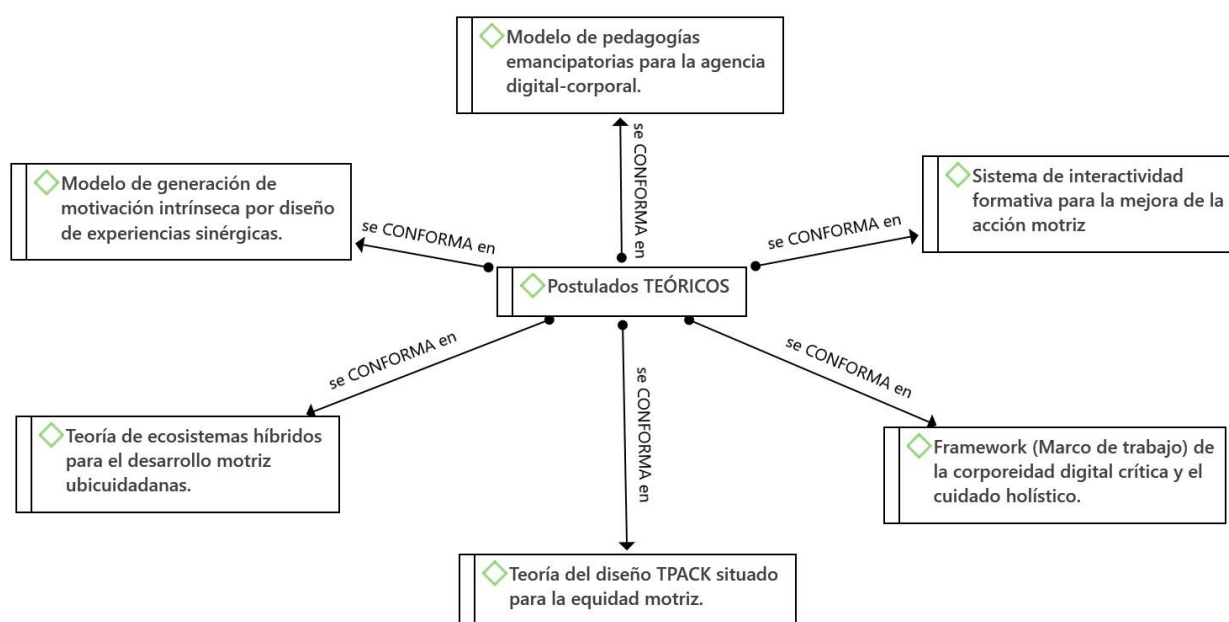 Modelo de pedagogías
emancipatorias para la agencia
digital-corporal.
se CONFORMA en
Modelo de generación de
motivación intrínseca por diseño
de experiencias sinérgicas.
se CONFORMA en
Sistema de interactividad
formativa para la mejora de la
acción motriz
se CONFORMA en
Postulados TEÓRICOS
se CONFORMA en
se CONFORMA en
se CONFORMA en
Teoría de ecosistemas híbridos
para el desarrollo motriz
ubicuidadanas.
Framework (Marco de trabajo) de
la corporeidad digital crítica y el
cuidado holístico.
Teoría del diseño TPACK situado
para la equidad motriz.